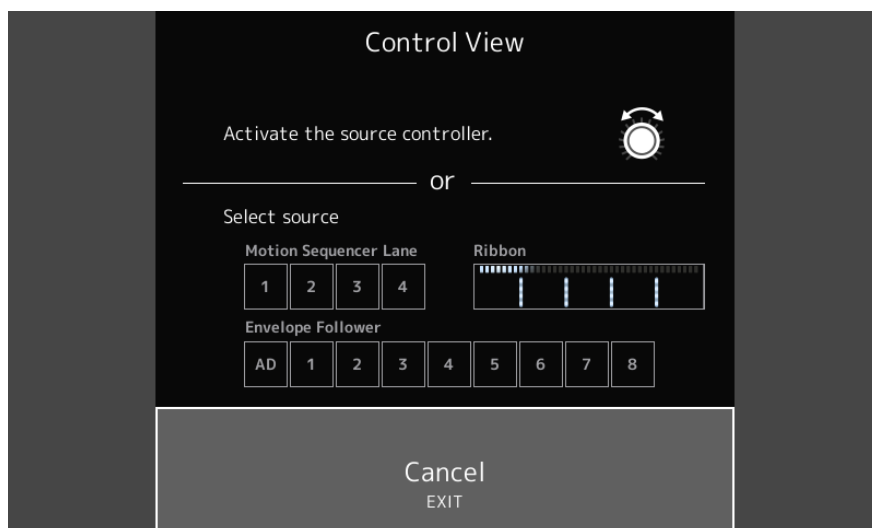 Control View
Activate the source controller.
or
Select source
Motion Sequencer Lane
Ribbon
1 2 3 4
Envelope Follower
AD 1 2 3 4 5 6 7 8
Cancel
EXIT